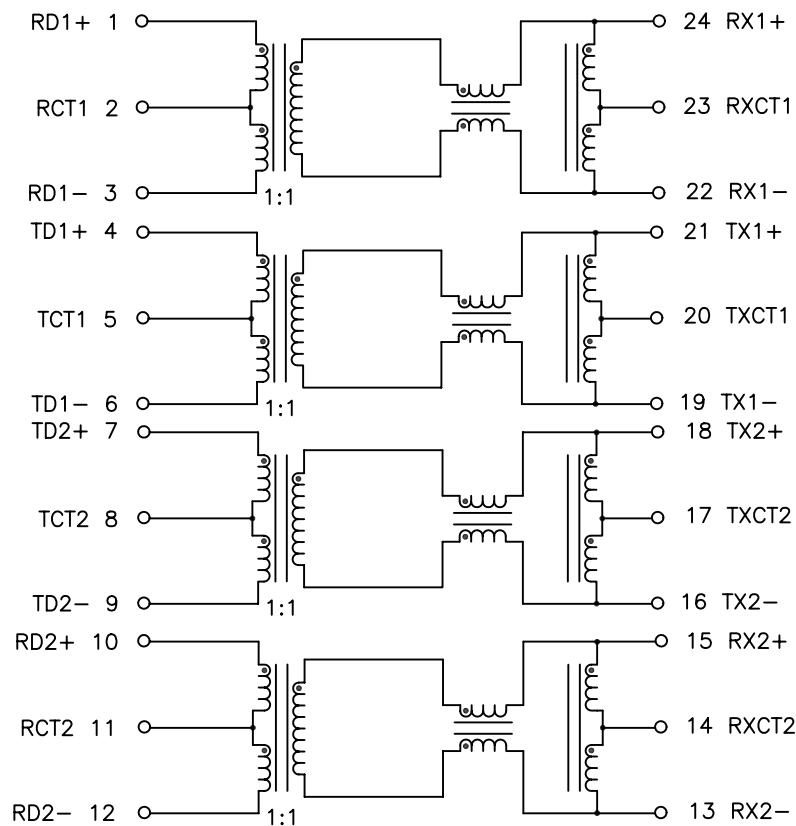 RD1+ 1
24 RX1+
RCT1 2
23 RXCT1
RD1- 3
1:1
22 RX1-
TD1+ 4
21 TX1+
TCT1 5
20 TXCT1
TD1- 6
1:1
19 TX1-
TD2+ 7
18 TX2+
TCT2 8
17 TXCT2
TD2- 9
1:1
16 TX2-
RD2+ 10
15 RX2+
RCT2 11
14 RXCT2
RD2- 12
1:1
13 RX2-